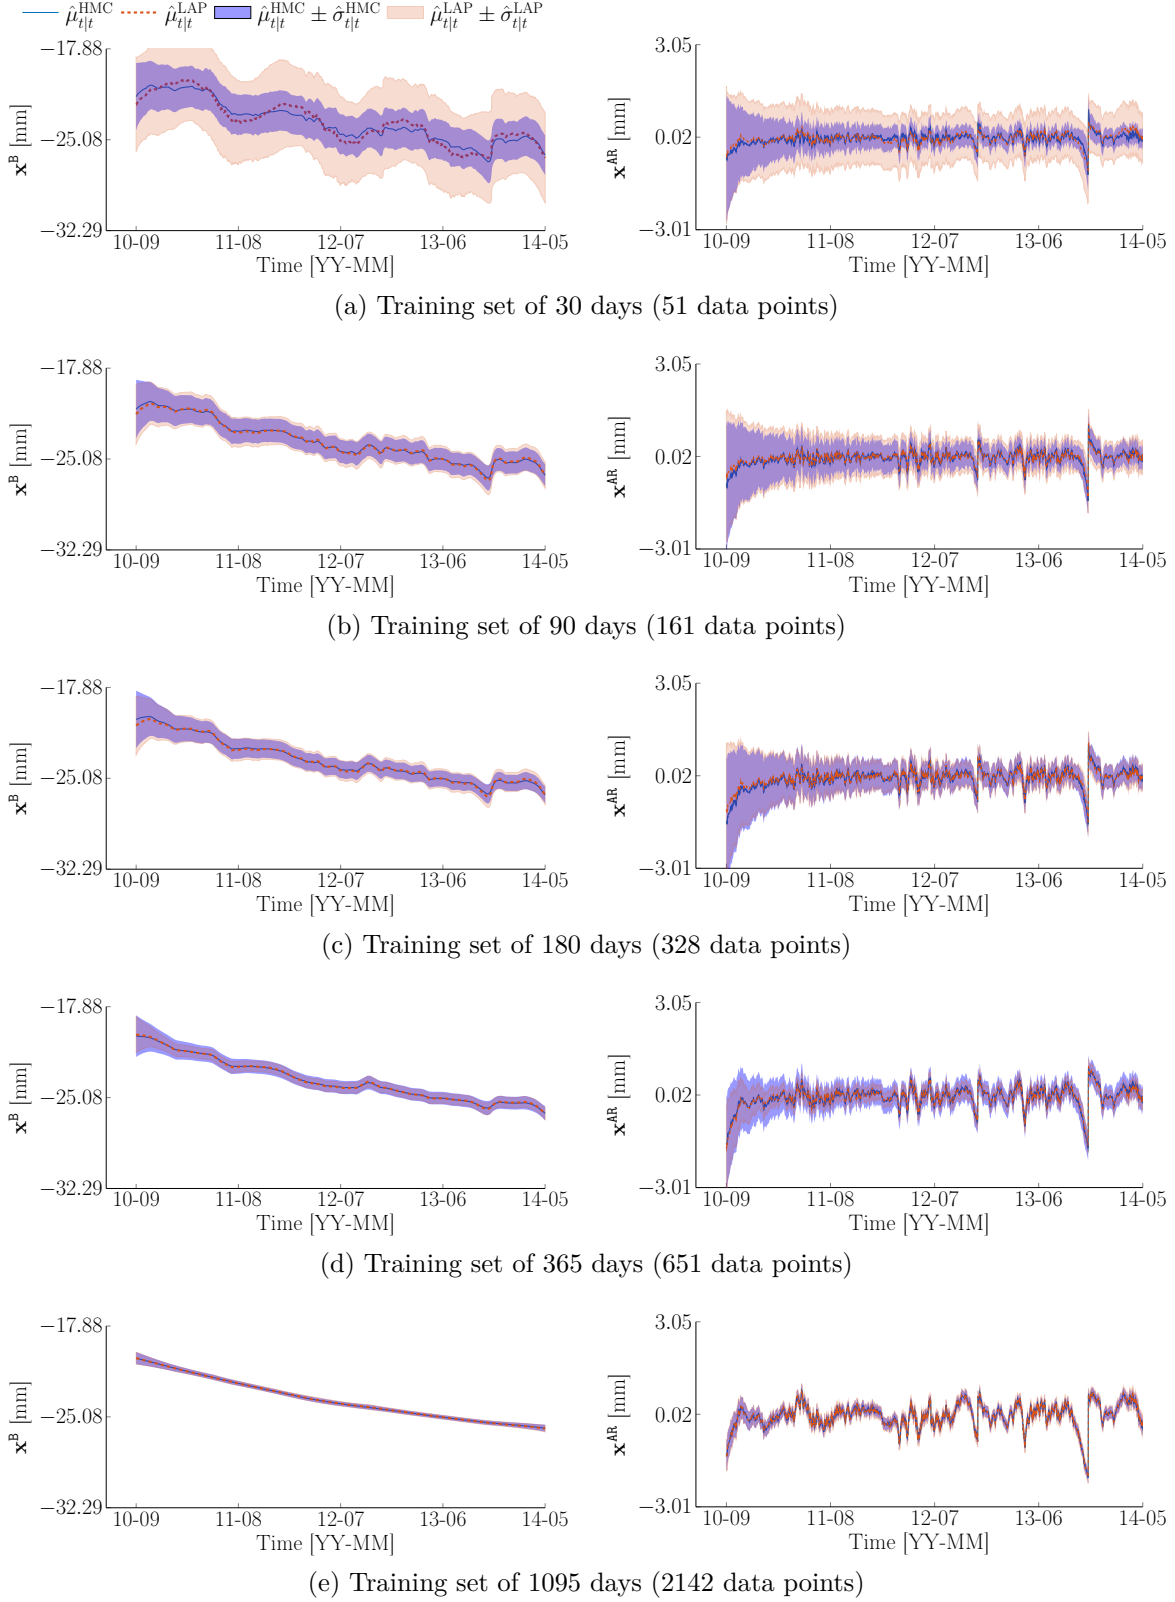 μ̂ₜ|ₜ^HMC μ̂ₜ|ₜ^LAP μ̂ₜ|ₜ^HMC ± σ̂ₜ|ₜ^HMC μ̂ₜ|ₜ^LAP ± σ̂ₜ|ₜ^LAP
−17.88
−25.08
−32.29
x^B [mm]
10-09 11-08 12-07 13-06 14-05
Time [YY-MM]
3.05
0.02
−3.01
x^AR [mm]
10-09 11-08 12-07 13-06 14-05
Time [YY-MM]
(a) Training set of 30 days (51 data points)
−17.88
−25.08
−32.29
x^B [mm]
10-09 11-08 12-07 13-06 14-05
Time [YY-MM]
3.05
0.02
−3.01
x^AR [mm]
10-09 11-08 12-07 13-06 14-05
Time [YY-MM]
(b) Training set of 90 days (161 data points)
−17.88
−25.08
−32.29
x^B [mm]
10-09 11-08 12-07 13-06 14-05
Time [YY-MM]
3.05
0.02
−3.01
x^AR [mm]
10-09 11-08 12-07 13-06 14-05
Time [YY-MM]
(c) Training set of 180 days (328 data points)
−17.88
−25.08
−32.29
x^B [mm]
10-09 11-08 12-07 13-06 14-05
Time [YY-MM]
3.05
0.02
−3.01
x^AR [mm]
10-09 11-08 12-07 13-06 14-05
Time [YY-MM]
(d) Training set of 365 days (651 data points)
−17.88
−25.08
−32.29
x^B [mm]
10-09 11-08 12-07 13-06 14-05
Time [YY-MM]
3.05
0.02
−3.01
x^AR [mm]
10-09 11-08 12-07 13-06 14-05
Time [YY-MM]
(e) Training set of 1095 days (2142 data points)